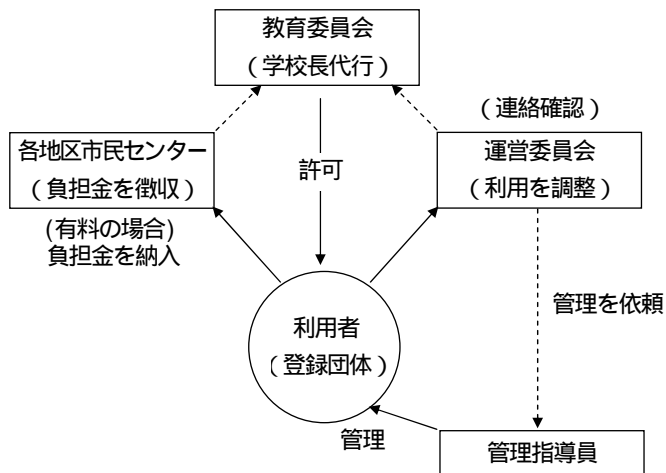 教育委員会
（学校長代行）
（連絡確認）
各地区市民センター
（負担金を徴収）
許可
運営委員会
（利用を調整）
(有料の場合)
負担金を納入
管理を依頼
利用者
（登録団体）
管理
管理指導員